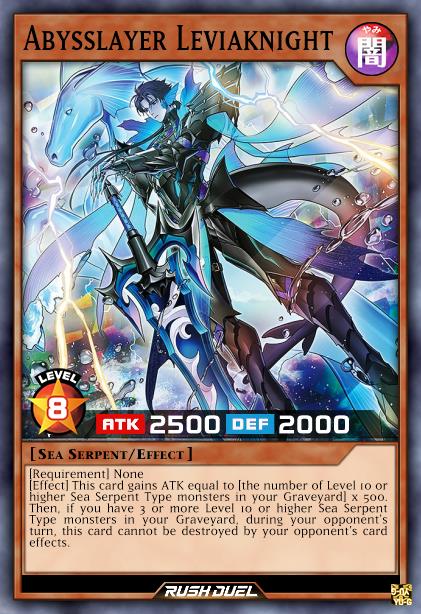 Abysslayer Leviaknight
やみ
闇
LEVEL
8
ATK 2500 DEF 2000
[Sea Serpent/Effect]
[Requirement] None
[Effect] This card gains ATK equal to [the number of Level 10 or
higher Sea Serpent Type monsters in your Graveyard] x 500.
Then, if you have 3 or more Level 10 or higher Sea Serpent
Type monsters in your Graveyard, during your opponent's
turn, this card cannot be destroyed by your opponent's card
effects.
RUSH DUEL